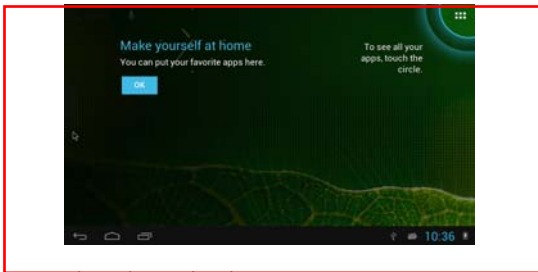 Make yourself at home
You can put your favorite apps here.
OK
To see all your
apps, touch the
circle.
10:36